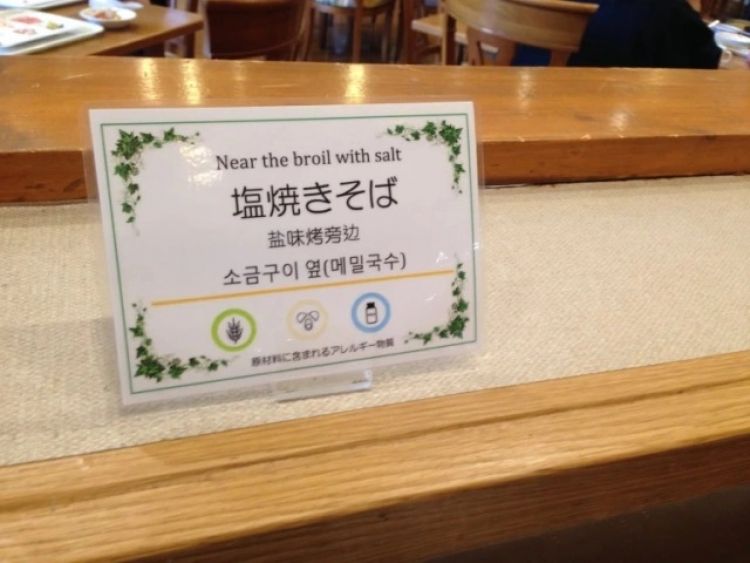 Near the broil with salt
塩焼きそば
盐味烤旁边
소금구이 옆(메밀국수)
原材料に含まれるアレルギー物質